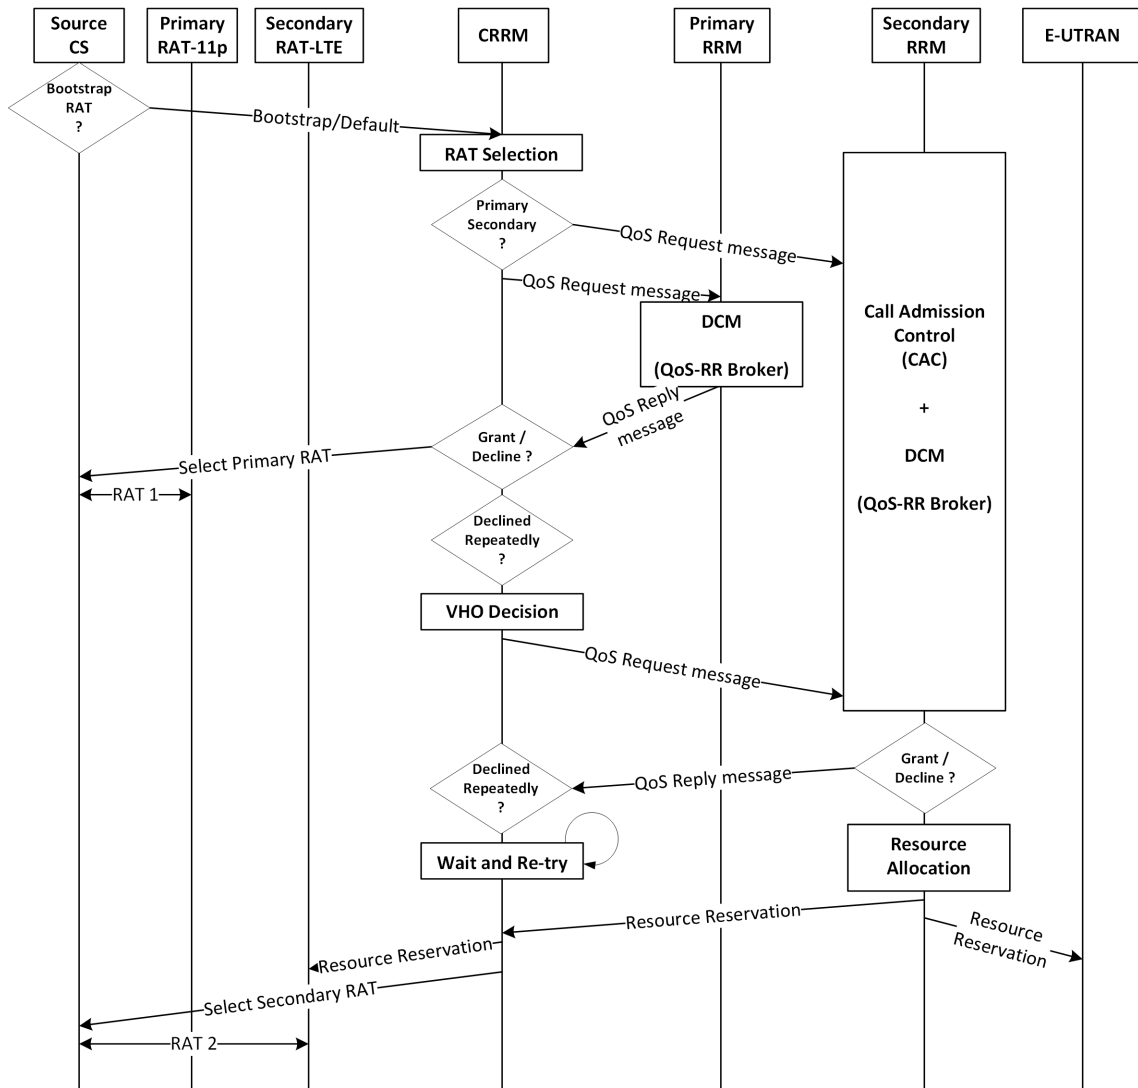 Source
CS
Primary
RAT-11p
Secondary
RAT-LTE
CRRM
Primary
RRM
Secondary
RRM
E-UTRAN
Bootstrap
RAT
?
Bootstrap/Default
RAT Selection
Primary
Secondary
?
QoS Request message
QoS Request message
DCM
(QoS-RR Broker)
Call Admission
Control
(CAC)
+
DCM
(QoS-RR Broker)
QoS Reply
message
Grant /
Decline ?
Select Primary RAT
RAT 1
Declined
Repeatedly
?
VHO Decision
QoS Request message
Grant /
Decline ?
QoS Reply message
Declined
Repeatedly
?
Wait and Re-try
Resource
Allocation
Resource Reservation
Resource
Reservation
Resource Reservation
Select Secondary RAT
RAT 2